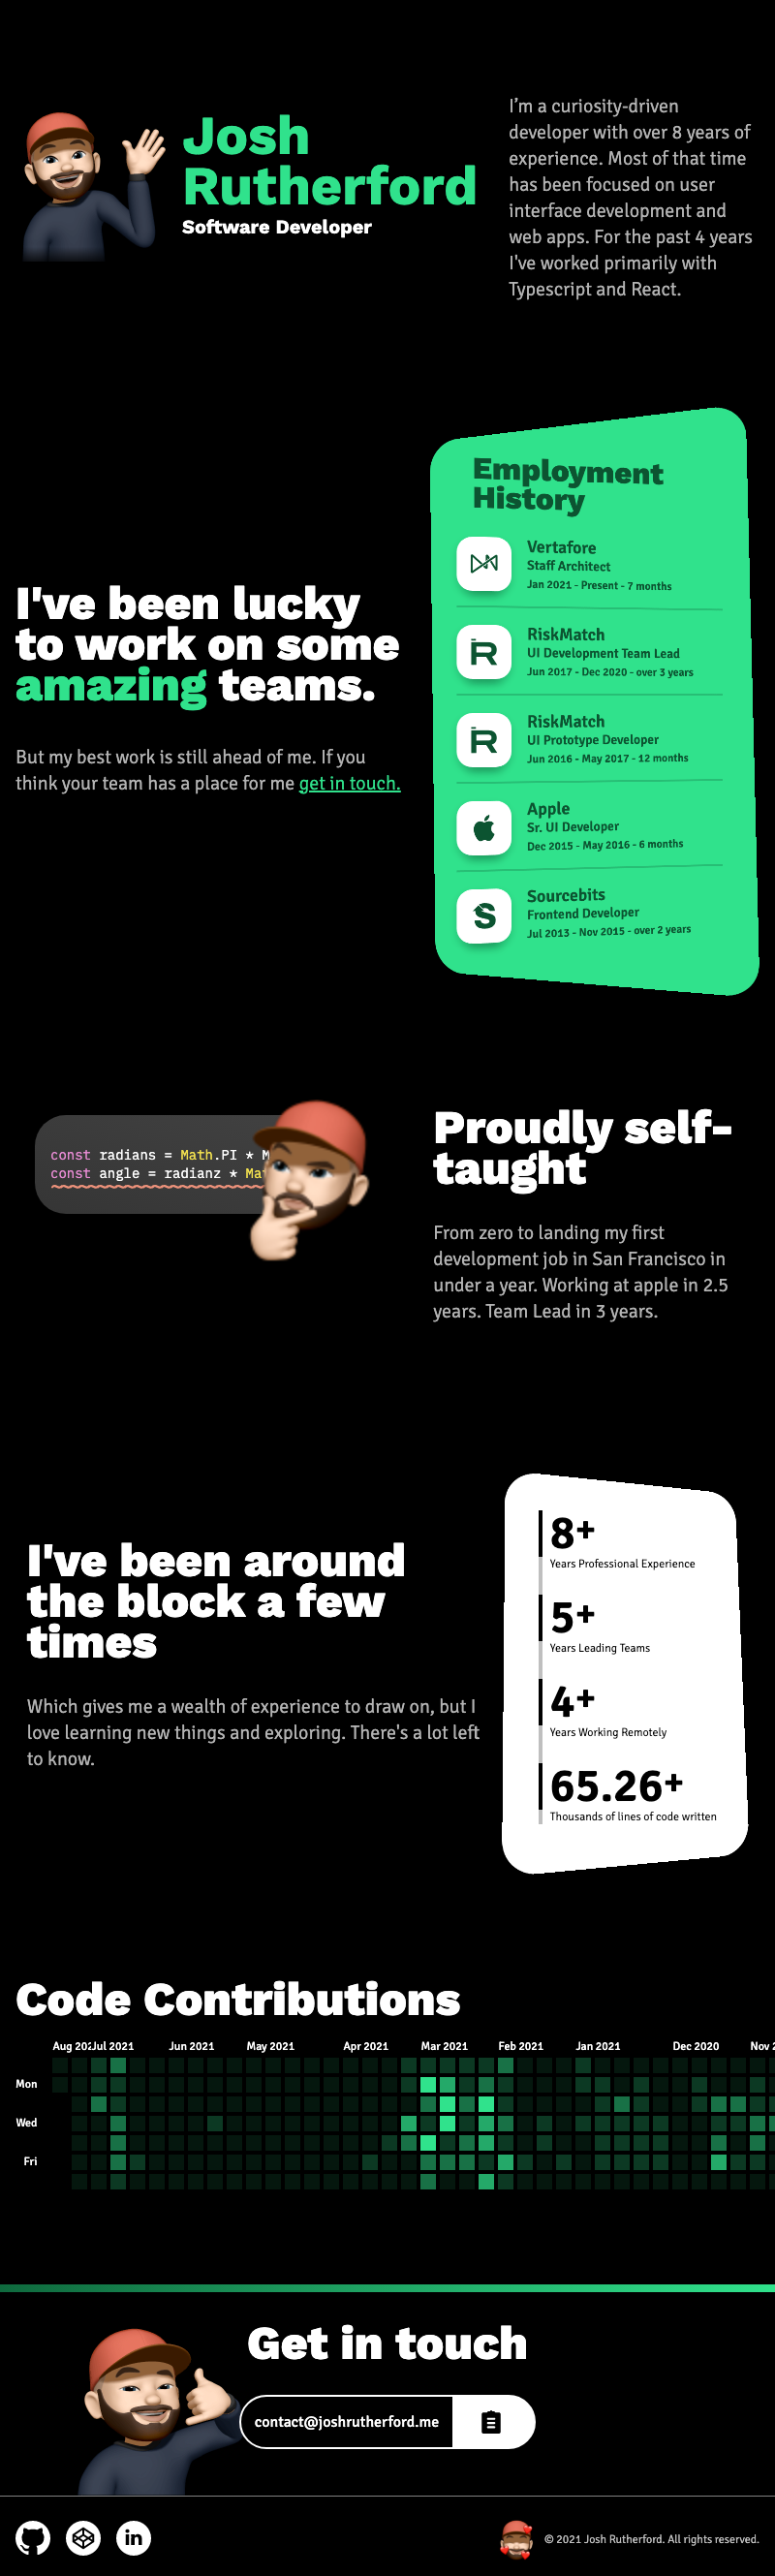 Josh
Rutherford
Software Developer
I’m a curiosity-driven
developer with over 8 years of
experience. Most of that time
has been focused on user
interface development and
web apps. For the past 4 years
I've worked primarily with
Typescript and React.
Employment
History
Vertafore
Staff Architect
Jan 2021 - Present - 7 months
RiskMatch
UI Development Team Lead
Jun 2017 - Dec 2020 - over 3 years
RiskMatch
UI Prototype Developer
Jun 2016 - May 2017 - 12 months
Apple
Sr. UI Developer
Dec 2015 - May 2016 - 6 months
Sourcebits
Frontend Developer
Jul 2013 - Nov 2015 - over 2 years
I've been lucky
to work on some
amazing teams.
But my best work is still ahead of me. If you
think your team has a place for me get in touch.
const radians = Math.PI * M
const angle = radianz * Mat
Proudly self-
taught
From zero to landing my first
development job in San Francisco in
under a year. Working at apple in 2.5
years. Team Lead in 3 years.
I've been around
the block a few
times
Which gives me a wealth of experience to draw on, but I
love learning new things and exploring. There's a lot left
to know.
8+
Years Professional Experience
5+
Years Leading Teams
4+
Years Working Remotely
65.26+
Thousands of lines of code written
Code Contributions
Aug 202 Jul 2021 Jun 2021 May 2021 Apr 2021 Mar 2021 Feb 2021 Jan 2021 Dec 2020 Nov 2
Mon
Wed
Fri
Get in touch
contact@joshrutherford.me
in
© 2021 Josh Rutherford. All rights reserved.